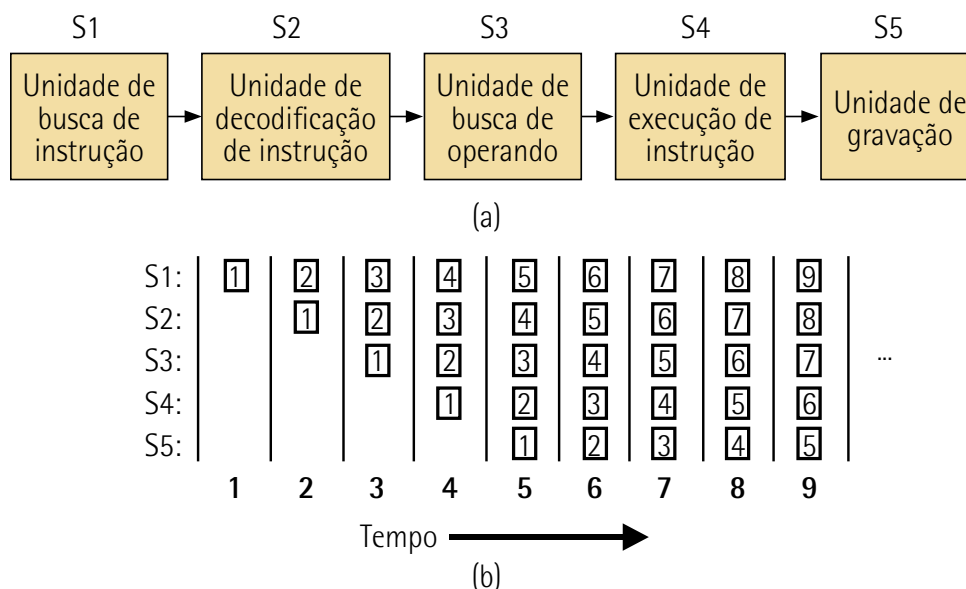 S1 S2 S3 S4 S5
Unidade de busca de instrução
Unidade de decodificação de instrução
Unidade de busca de operando
Unidade de execução de instrução
Unidade de gravação
(a)
S1: 1 2 3 4 5 6 7 8 9
S2: 1 2 3 4 5 6 7 8
S3: 1 2 3 4 5 6 7 ...
S4: 1 2 3 4 5 6
S5: 1 2 3 4 5
1 2 3 4 5 6 7 8 9
Tempo
(b)